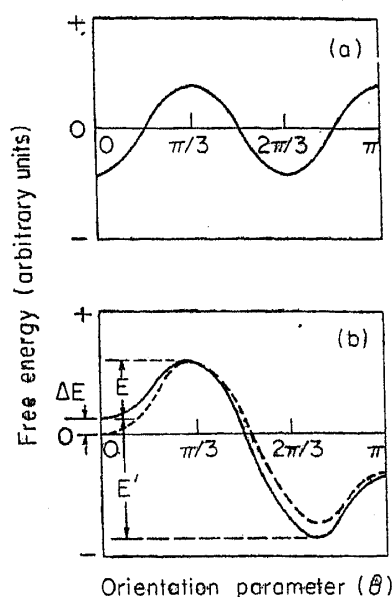 Free energy (arbitrary units)
+
(a)
0
0 π/3 2π/3 π
−
+
(b)
E
ΔE
0
0 π/3 2π/3 π
E'
−
Orientation parameter (θ)